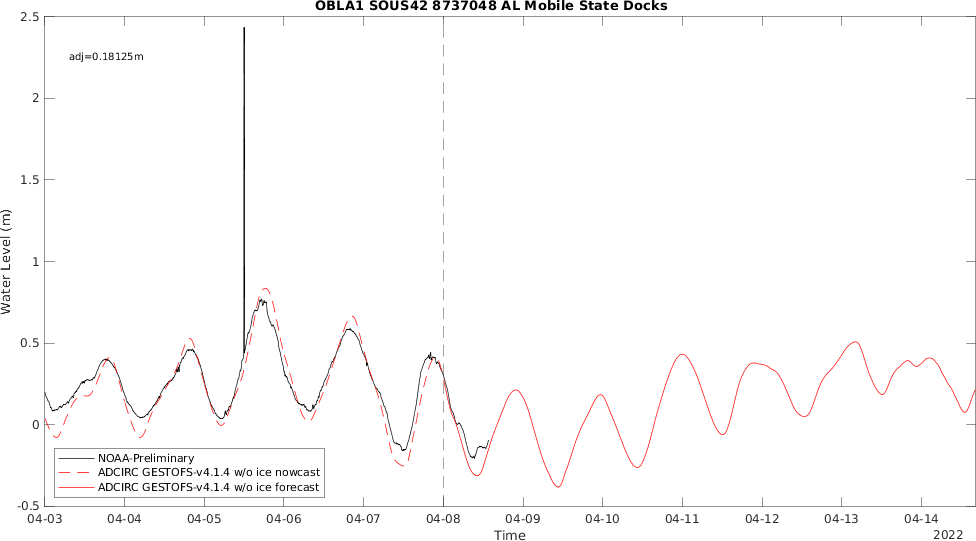 OBLA1 SOUS42 8737048 AL Mobile State Docks
adj=0.18125m
2.5
2
1.5
1
0.5
0
-0.5
Water Level (m)
NOAA-Preliminary
ADCIRC GESTOFS-v4.1.4 w/o ice nowcast
ADCIRC GESTOFS-v4.1.4 w/o ice forecast
04-03 04-04 04-05 04-06 04-07 04-08 04-09 04-10 04-11 04-12 04-13 04-14
Time
2022